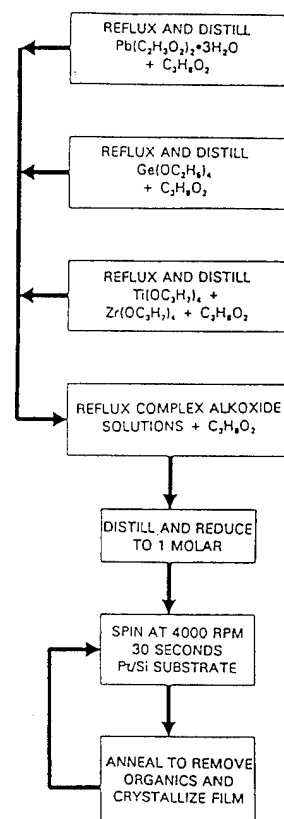 REFLUX AND DISTILL
Pb(C₂H₃O₂)₂•3H₂O
+ C₃H₈O₂
REFLUX AND DISTILL
Ge(OC₂H₅)₄
+ C₃H₈O₂
REFLUX AND DISTILL
Ti(OC₃H₇)₄ +
Zr(OC₃H₇)₄ + C₃H₈O₂
REFLUX COMPLEX ALKOXIDE
SOLUTIONS + C₃H₈O₂
DISTILL AND REDUCE
TO 1 MOLAR
SPIN AT 4000 RPM
30 SECONDS
Pt/Si SUBSTRATE
ANNEAL TO REMOVE
ORGANICS AND
CRYSTALLIZE FILM